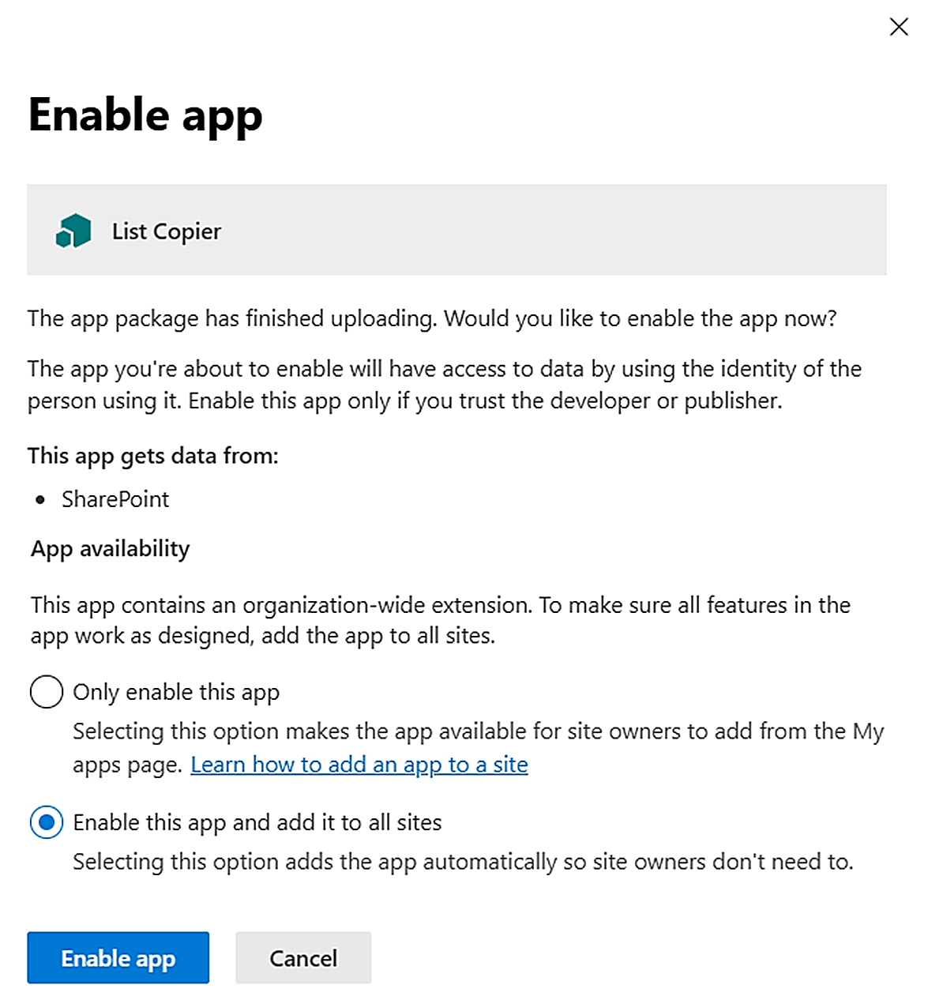 Enable app
List Copier
The app package has finished uploading. Would you like to enable the app now?
The app you're about to enable will have access to data by using the identity of the
person using it. Enable this app only if you trust the developer or publisher.
This app gets data from:
• SharePoint
App availability
This app contains an organization-wide extension. To make sure all features in the
app work as designed, add the app to all sites.
Only enable this app
Selecting this option makes the app available for site owners to add from the My
apps page. Learn how to add an app to a site
Enable this app and add it to all sites
Selecting this option adds the app automatically so site owners don't need to.
Enable app Cancel